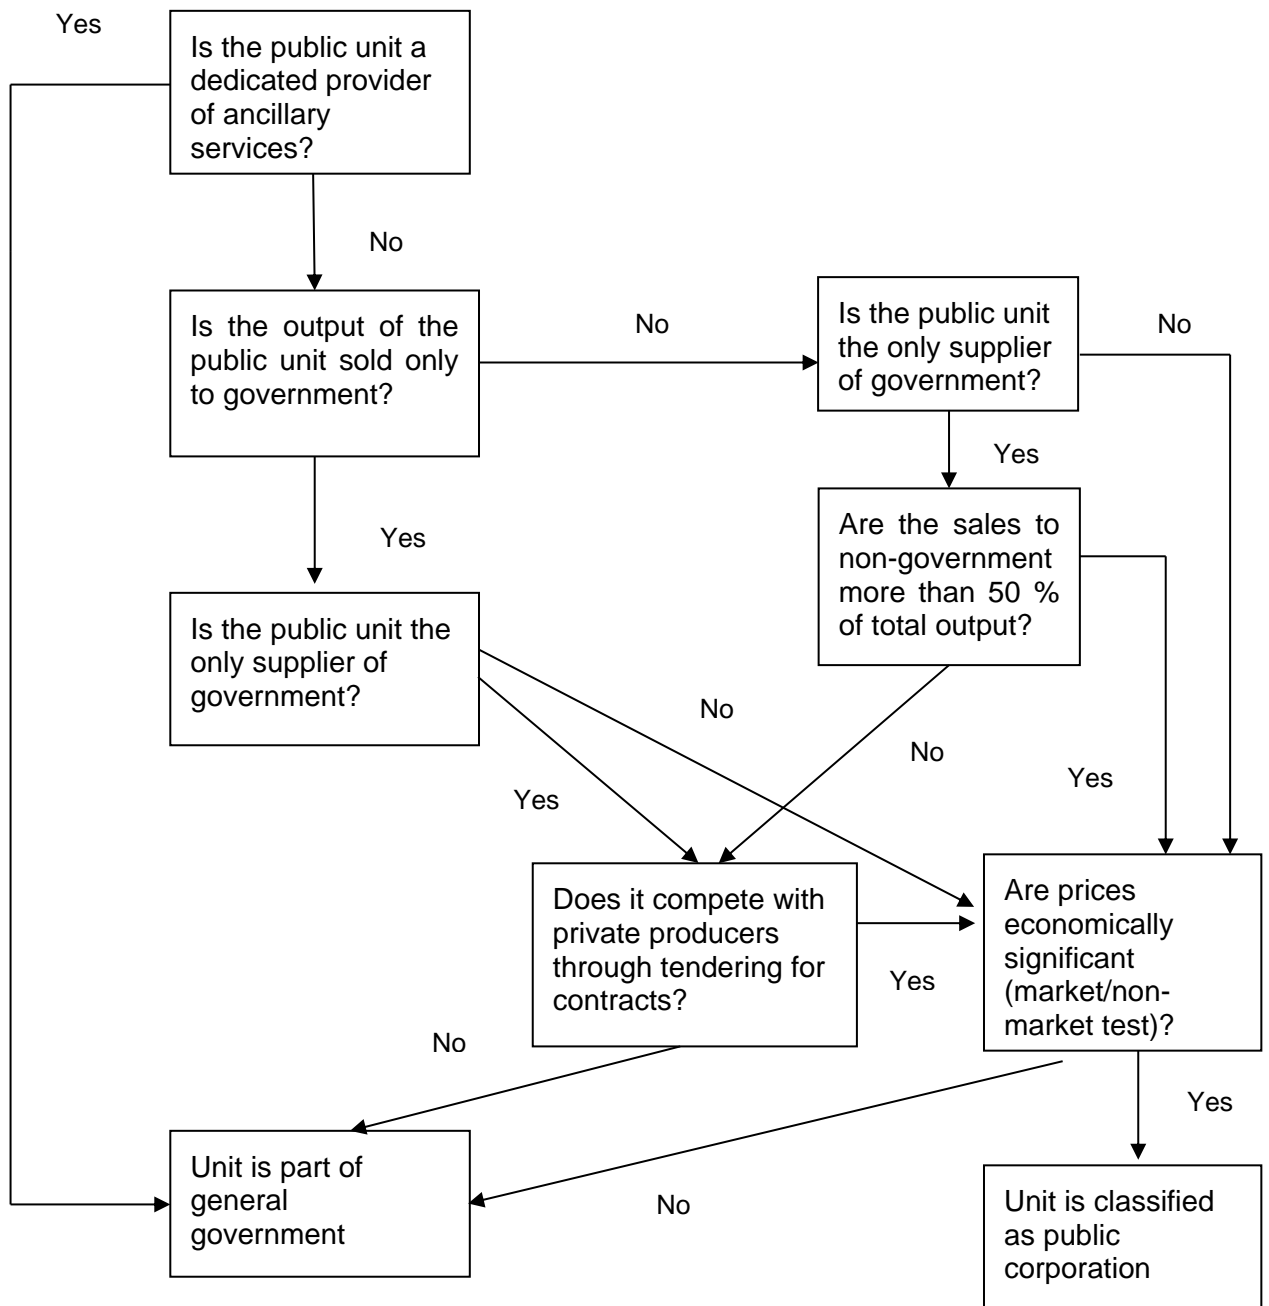 Yes
Is the public unit a
dedicated provider
of ancillary
services?
No
Is the output of the
public unit sold only
to government?
No
Is the public unit
the only supplier
of government?
No
Yes
Are the sales to
non-government
more than 50 %
of total output?
Yes
Is the public unit the
only supplier of
government?
No
No
Yes
Yes
Does it compete with
private producers
through tendering for
contracts?
Yes
Are prices
economically
significant
(market/non-
market test)?
No
Yes
Unit is part of
general
government
No
Unit is classified
as public
corporation